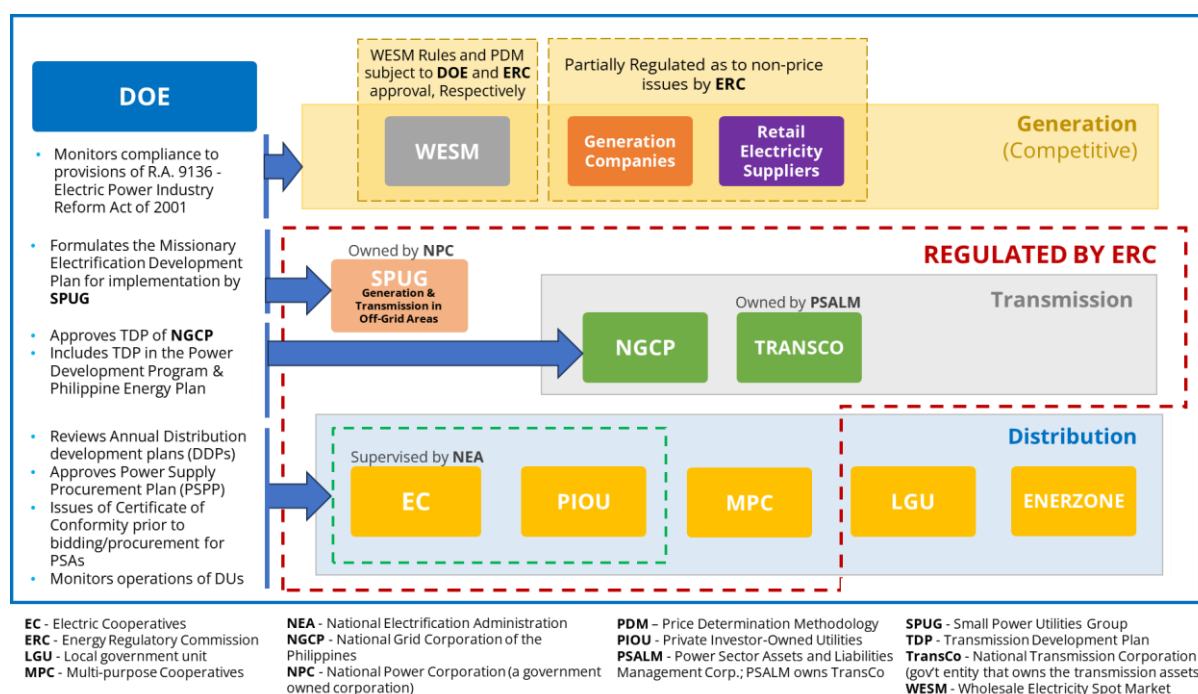 DOE
• Monitors compliance to
provisions of R.A. 9136 -
Electric Power Industry
Reform Act of 2001
• Formulates the Missionary
Electrification Development
Plan for implementation by
SPUG
• Approves TDP of NGCP
• Includes TDP in the Power
Development Program &
Philippine Energy Plan
• Reviews Annual Distribution
development plans (DDPs)
• Approves Power Supply
Procurement Plan (PSPP)
• Issues of Certificate of
Conformity prior to
bidding/procurement for
PSAs
• Monitors operations of DUs
WESM Rules and PDM
subject to DOE and ERC
approval, Respectively
WESM
Partially Regulated as to non-price
issues by ERC
Generation
Companies
Retail
Electricity
Suppliers
Generation
(Competitive)
REGULATED BY ERC
Owned by NPC
SPUG
Generation &
Transmission in
Off-Grid Areas
Transmission
Owned by PSALM
NGCP
TRANSCO
Distribution
Supervised by NEA
EC
PIOU
MPC
LGU
ENERZONE
EC - Electric Cooperatives
ERC - Energy Regulatory Commission
LGU - Local government unit
MPC - Multi-purpose Cooperatives
NEA - National Electrification Administration
NGCP - National Grid Corporation of the
Philippines
NPC - National Power Corporation (a government
owned corporation)
PDM – Price Determination Methodology
PIOU - Private Investor-Owned Utilities
PSALM - Power Sector Assets and Liabilities
Management Corp.; PSALM owns TransCo
SPUG - Small Power Utilities Group
TDP - Transmission Development Plan
TransCo - National Transmission Corporation
(gov't entity that owns the transmission assets
WESM - Wholesale Electricity Spot Market